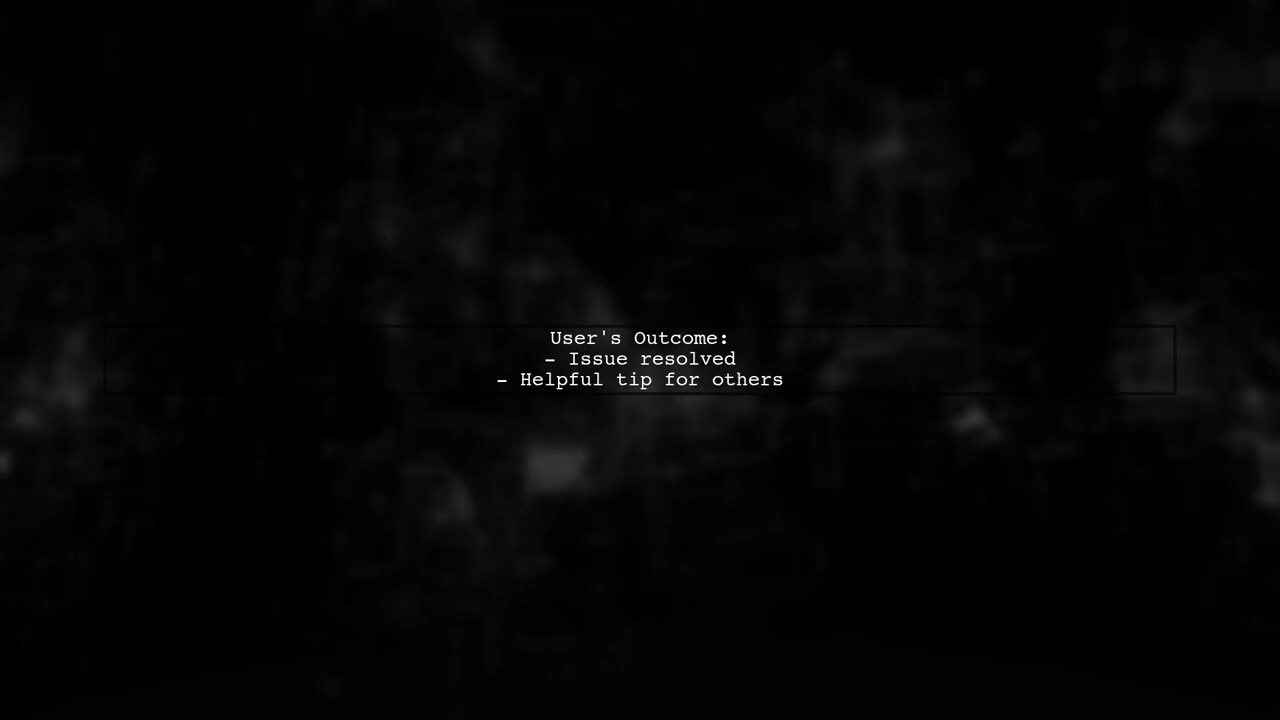 User's Outcome:
- Issue resolved
- Helpful tip for others